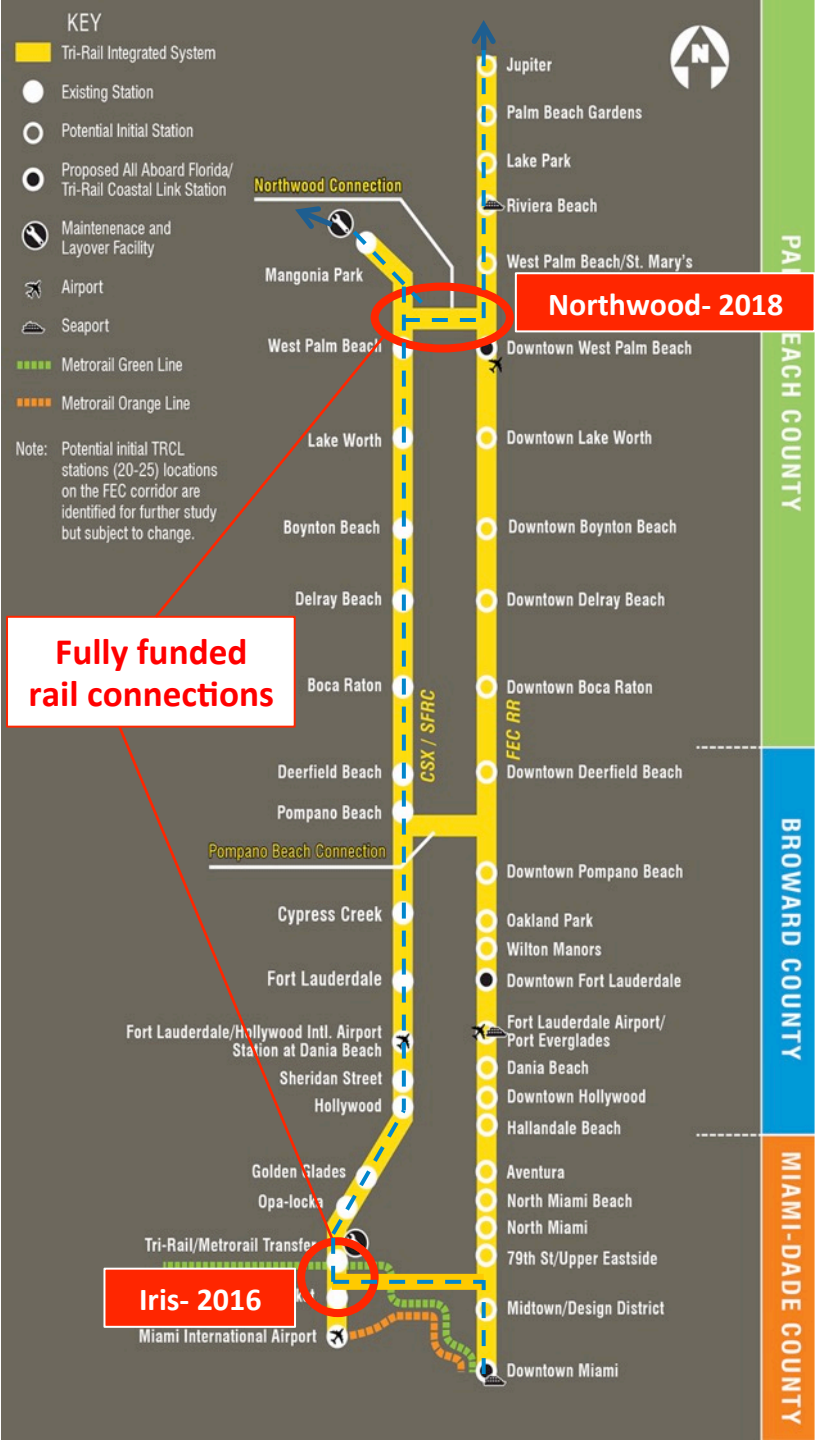 KEY
Tri-Rail Integrated System
Existing Station
Potential Initial Station
Proposed All Aboard Florida/
Tri-Rail Coastal Link Station
Maintenenace and
Layover Facility
Airport
Seaport
Metrorail Green Line
Metrorail Orange Line
Note: Potential initial TRCL
stations (20-25) locations
on the FEC corridor are
identified for further study
but subject to change.
N
Northwood Connection
Mangonia Park
West Palm Beach
Lake Worth
Boynton Beach
Delray Beach
Boca Raton
Deerfield Beach
Pompano Beach
Pompano Beach Connection
Cypress Creek
Fort Lauderdale
Fort Lauderdale/Hollywood Intl. Airport
Station at Dania Beach
Sheridan Street
Hollywood
Golden Glades
Opa-locka
Tri-Rail/Metrorail Transfer
Miami International Airport
CSX / SFRC
FEC RR
Jupiter
Palm Beach Gardens
Lake Park
Riviera Beach
West Palm Beach/St. Mary's
Northwood- 2018
Downtown West Palm Beach
Downtown Lake Worth
Downtown Boynton Beach
Downtown Delray Beach
Downtown Boca Raton
Downtown Deerfield Beach
Downtown Pompano Beach
Oakland Park
Wilton Manors
Downtown Fort Lauderdale
Fort Lauderdale Airport/
Port Everglades
Dania Beach
Downtown Hollywood
Hallandale Beach
Aventura
North Miami Beach
North Miami
79th St/Upper Eastside
Midtown/Design District
Downtown Miami
Fully funded
rail connections
Iris- 2016
COUNTY
BROWARD COUNTY
MIAMI-DADE COUNTY